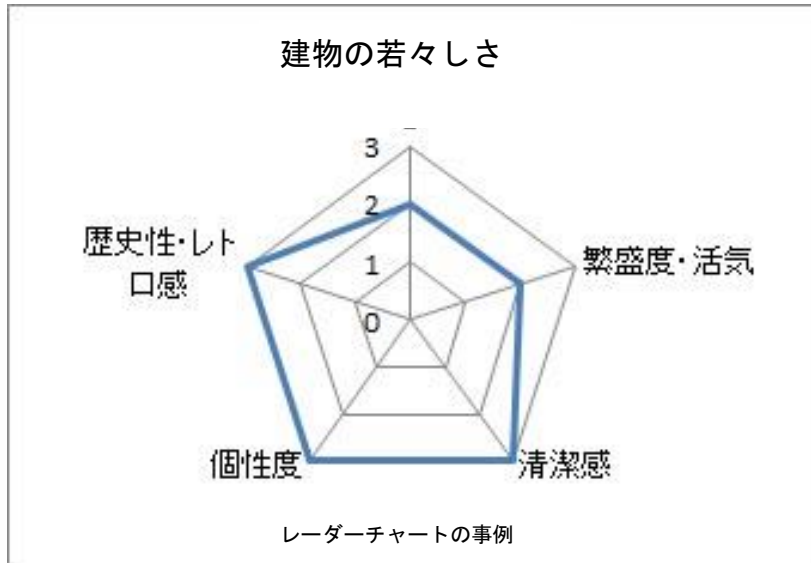 建物の若々しさ
3
2
1
0
繁盛度・活気
清潔感
個性度
歴史性・レト
ロ感
レーダーチャートの事例